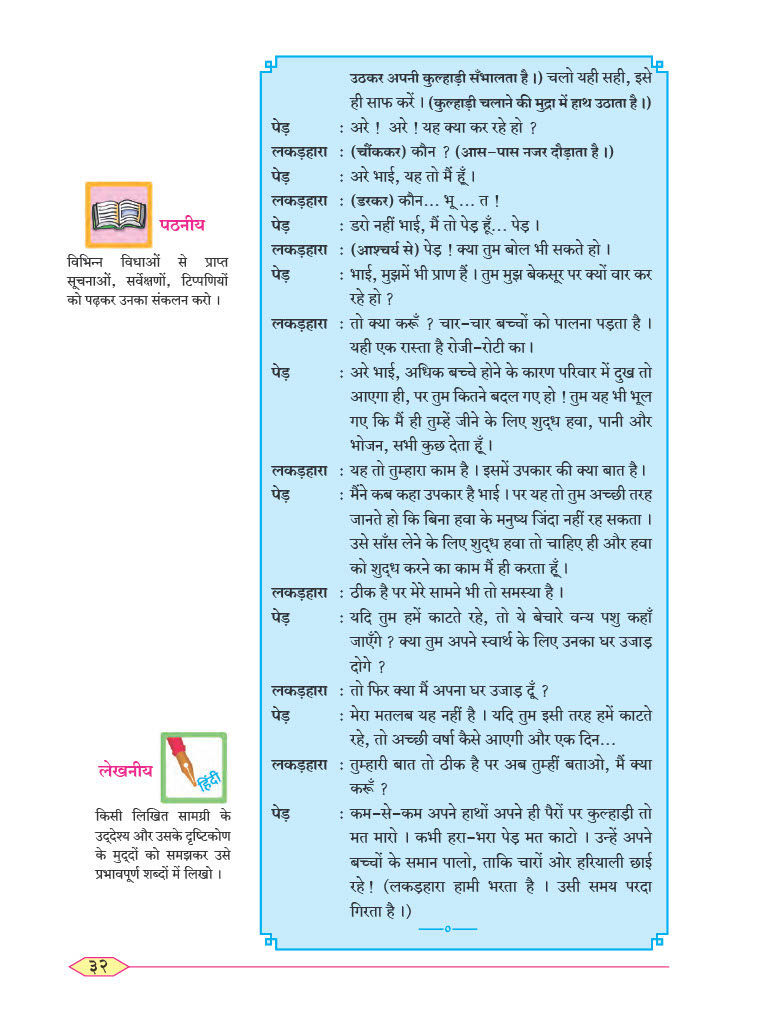 उठकर अपनी कुल्हाड़ी सँभालता है।) चलो यही सही, इसे
ही साफ करें । (कुल्हाड़ी चलाने की मुद्रा में हाथ उठाता है।)
पेड़ : अरे ! अरे ! यह क्या कर रहे हो ?
लकड़हारा : (चौंककर) कौन ? (आस-पास नजर दौड़ाता है।)
पेड़ : अरे भाई, यह तो मैं हूँ ।
लकड़हारा : (डरकर) कौन... भू ... त !
पेड़ : डरो नहीं भाई, मैं तो पेड़ हूँ... पेड़ ।
लकड़हारा : (आश्चर्य से) पेड़ ! क्या तुम बोल भी सकते हो ।
पेड़ : भाई, मुझमें भी प्राण हैं । तुम मुझ बेकसूर पर क्यों वार कर
रहे हो ?
लकड़हारा : तो क्या करूँ ? चार-चार बच्चों को पालना पड़ता है ।
यही एक रास्ता है रोजी-रोटी का ।
पेड़ : अरे भाई, अधिक बच्चे होने के कारण परिवार में दुख तो
आएगा ही, पर तुम कितने बदल गए हो ! तुम यह भी भूल
गए कि मैं ही तुम्हें जीने के लिए शुद्ध हवा, पानी और
भोजन, सभी कुछ देता हूँ ।
लकड़हारा : यह तो तुम्हारा काम है । इसमें उपकार की क्या बात है ।
पेड़ : मैंने कब कहा उपकार है भाई । पर यह तो तुम अच्छी तरह
जानते हो कि बिना हवा के मनुष्य जिंदा नहीं रह सकता ।
उसे साँस लेने के लिए शुद्ध हवा तो चाहिए ही और हवा
को शुद्ध करने का काम मैं ही करता हूँ ।
लकड़हारा : ठीक है पर मेरे सामने भी तो समस्या है ।
पेड़ : यदि तुम हमें काटते रहे, तो ये बेचारे वन्य पशु कहाँ
जाएँगे ? क्या तुम अपने स्वार्थ के लिए उनका घर उजाड़
दोगे ?
लकड़हारा : तो फिर क्या मैं अपना घर उजाड़ दूँ ?
पेड़ : मेरा मतलब यह नहीं है । यदि तुम इसी तरह हमें काटते
रहे, तो अच्छी वर्षा कैसे आएगी और एक दिन...
लकड़हारा : तुम्हारी बात तो ठीक है पर अब तुम्हीं बताओ, मैं क्या
करूँ ?
पेड़ : कम-से-कम अपने हाथों अपने ही पैरों पर कुल्हाड़ी तो
मत मारो । कभी हरा-भरा पेड़ मत काटो । उन्हें अपने
बच्चों के समान पालो, ताकि चारों ओर हरियाली छाई
रहे ! (लकड़हारा हामी भरता है । उसी समय परदा
गिरता है ।)
पठनीय
विभिन्न विधाओं से प्राप्त
सूचनाओं, सर्वेक्षणों, टिप्पणियों
को पढ़कर उनका संकलन करो ।
लेखनीय
हिंदी
किसी लिखित सामग्री के
उद्देश्य और उसके दृष्टिकोण
के मुद्दों को समझकर उसे
प्रभावपूर्ण शब्दों में लिखो ।
३२